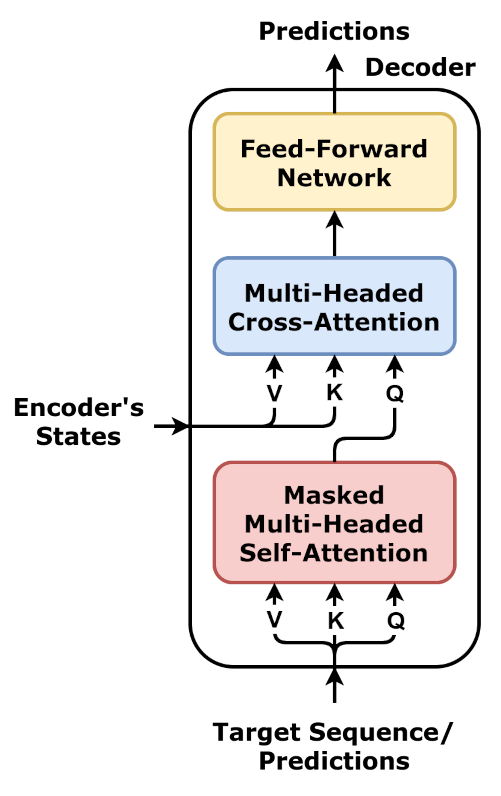 Predictions
Decoder
Feed-Forward
Network
Multi-Headed
Cross-Attention
V K Q
Encoder's
States
Masked
Multi-Headed
Self-Attention
V K Q
Target Sequence/
Predictions